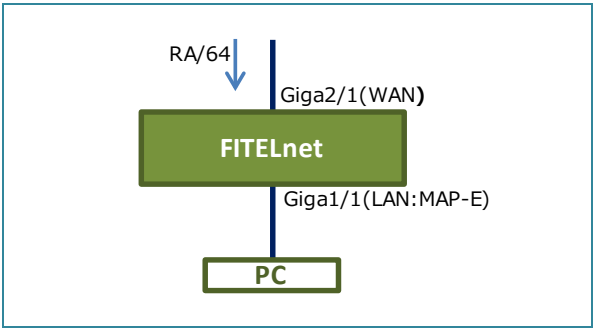 RA/64
Giga2/1(WAN)
FITELnet
Giga1/1(LAN:MAP-E)
PC